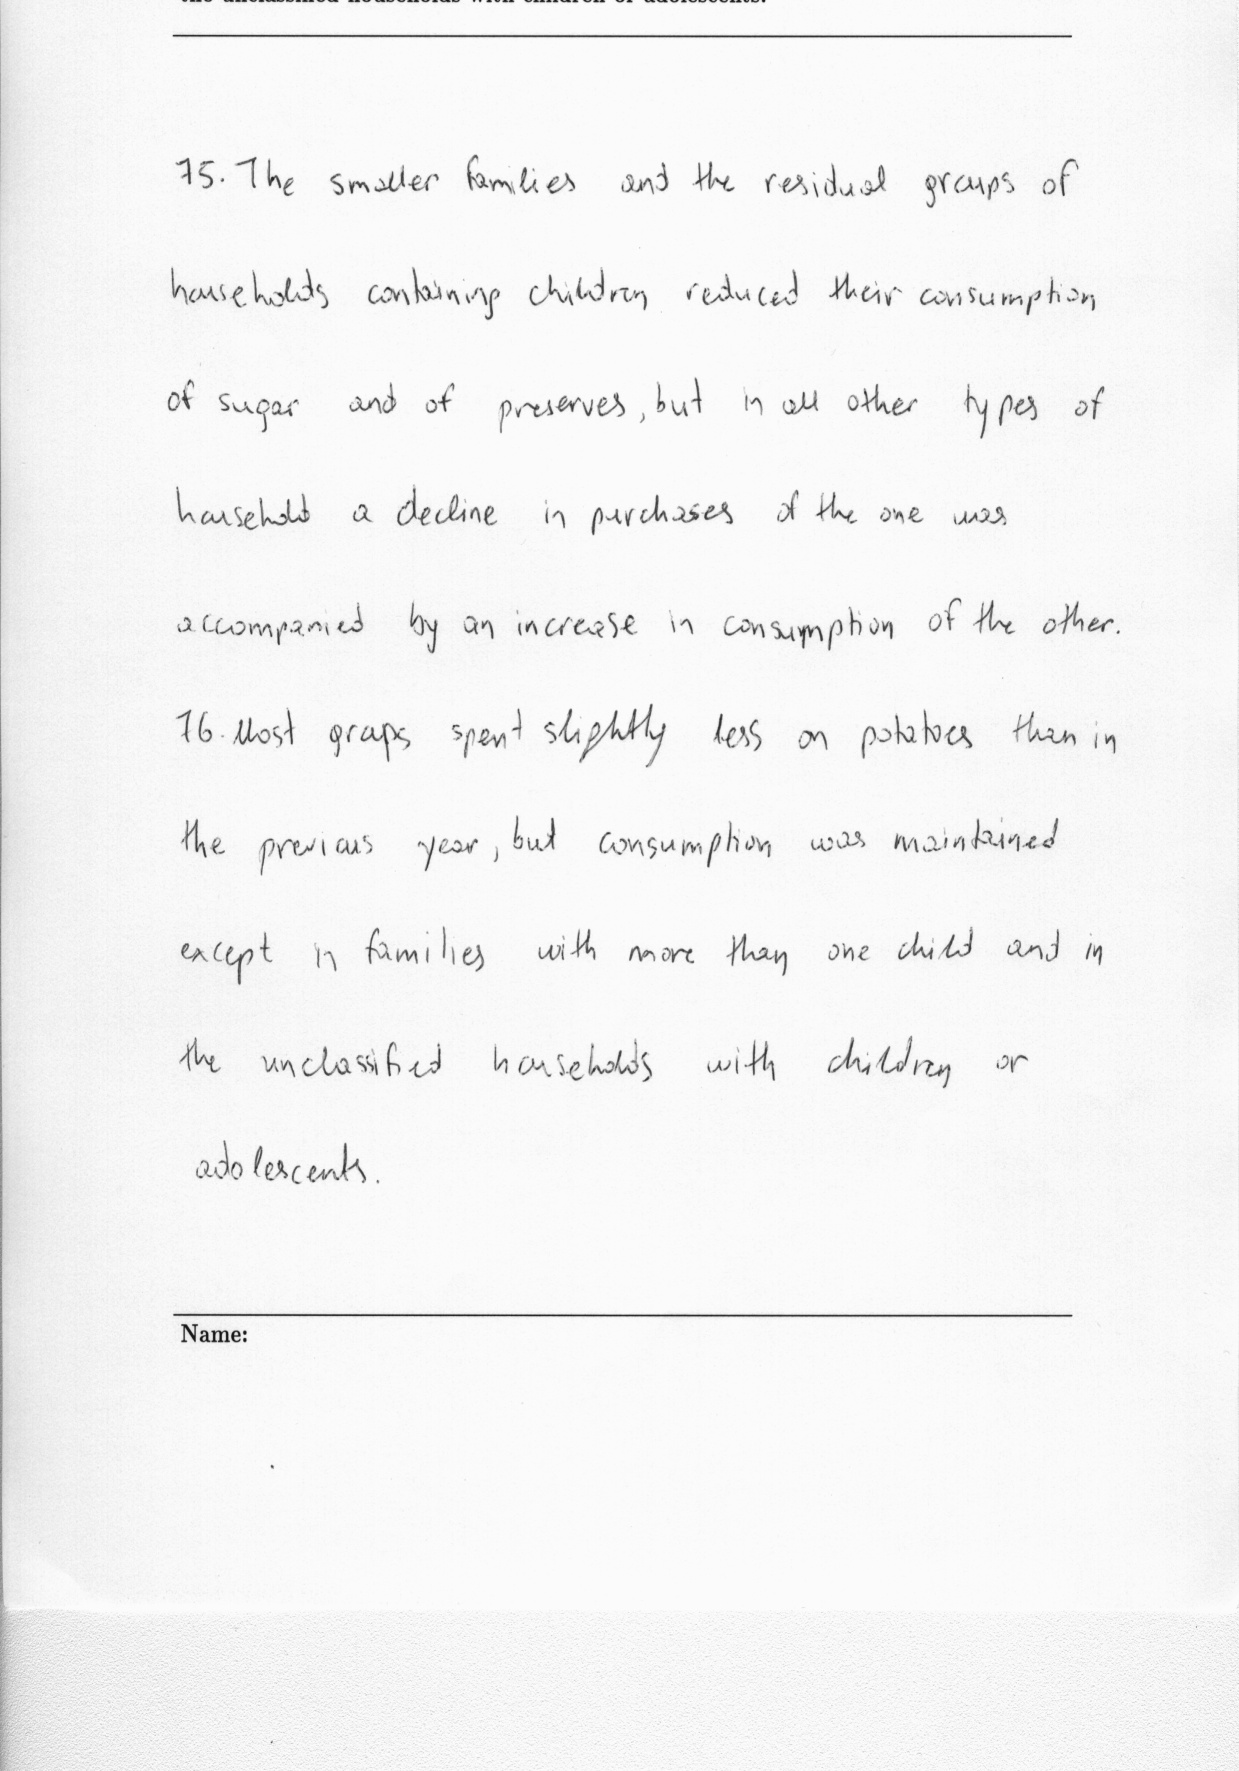 the unclassified households with children or adolescents.
75. The smaller families and the residual groups of
households containing children reduced their consumption
of sugar and of preserves, but in all other types of
household a decline in purchases of the one was
accompanied by an increase in consumption of the other.
76. Most groups spent slightly less on potatoes than in
the previous year, but consumption was maintained
except in families with more than one child and in
the unclassified households with children or
adolescents.
Name: